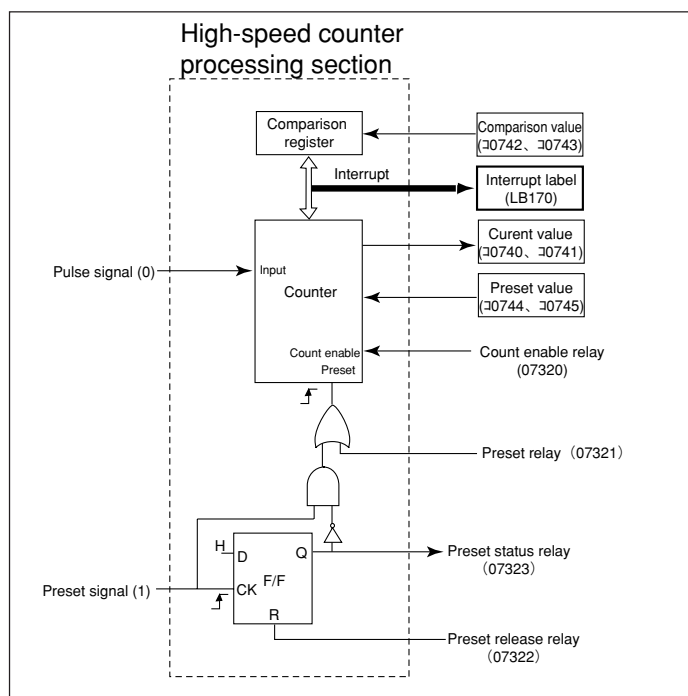 High-speed counter
processing section
Comparison
register
Comparison value
(ｺ0742、ｺ0743)
Interrupt
Interrupt label
(LB170)
Curent value
(ｺ0740、ｺ0741)
Pulse signal (0)
Input
Counter
Preset value
(ｺ0744、ｺ0745)
Count enable
Preset
Count enable relay
(07320)
Preset relay（07321）
H
D
Q
F/F
CK
R
Preset signal (1)
Preset status relay
（07323）
Preset release relay
（07322）